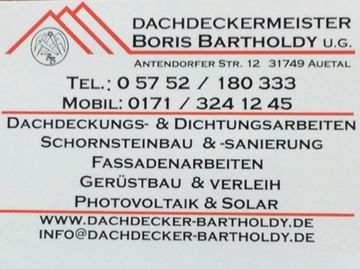 DACHDECKERMEISTER
BORIS BARTHOLDY U.G.
ANTENDORFER STR. 12 31749 AUETAL
TEL.: 0 57 52 / 180 333
MOBIL: 0171 / 324 12 45
DACHDECKUNGS- & DICHTUNGSARBEITEN
SCHORNSTEINBAU & -SANIERUNG
FASSADENARBEITEN
GERÜSTBAU & VERLEIH
PHOTOVOLTAIK & SOLAR
WWW.DACHDECKER-BARTHOLDY.DE
INFO@DACHDECKER-BARTHOLDY.DE